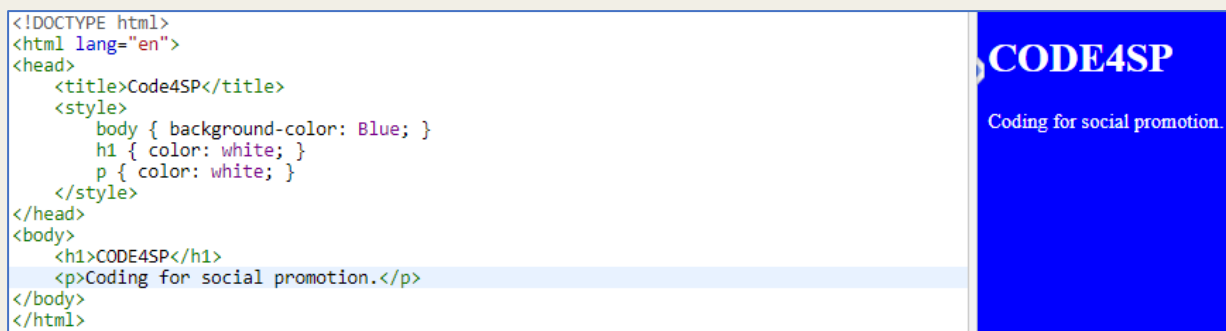 <!DOCTYPE html>
<html lang="en">
<head>
    <title>Code4SP</title>
    <style>
        body { background-color: Blue; }
        h1 { color: white; }
        p { color: white; }
    </style>
</head>
<body>
    <h1>CODE4SP</h1>
    <p>Coding for social promotion.</p>
</body>
</html>
CODE4SP
Coding for social promotion.